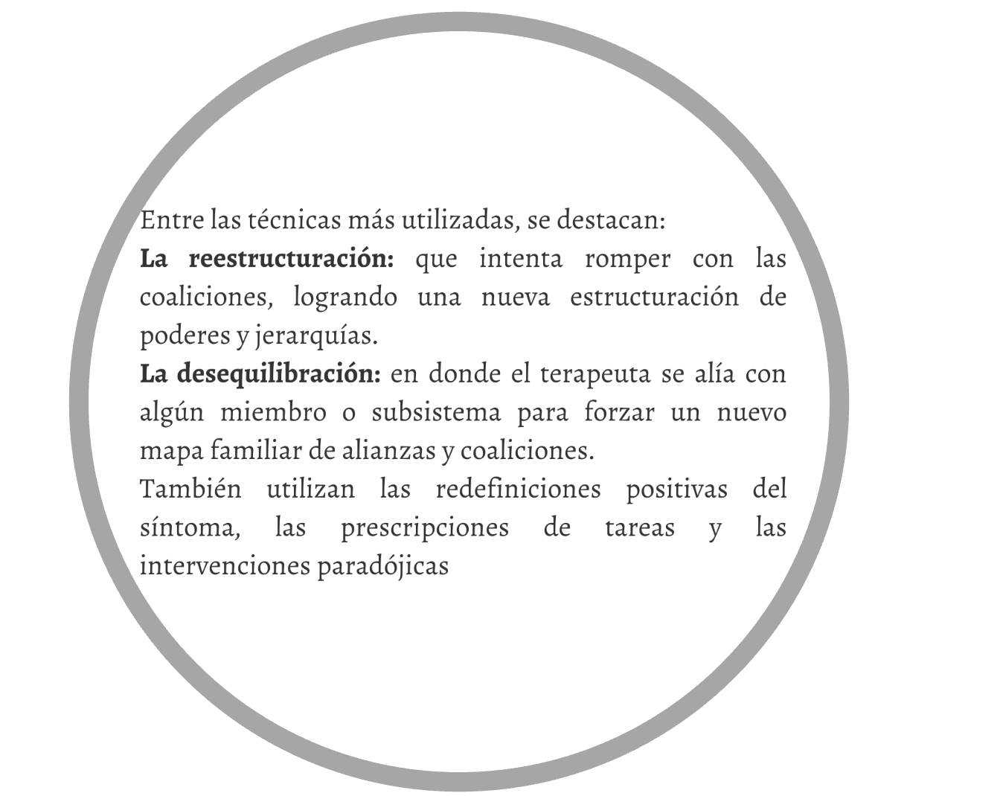 Entre las técnicas más utilizadas, se destacan:
La reestructuración: que intenta romper con las
coaliciones, logrando una nueva estructuración de
poderes y jerarquías.
La desequilibración: en donde el terapeuta se alía con
algún miembro o subsistema para forzar un nuevo
mapa familiar de alianzas y coaliciones.
También utilizan las redefiniciones positivas del
síntoma, las prescripciones de tareas y las
intervenciones paradójicas